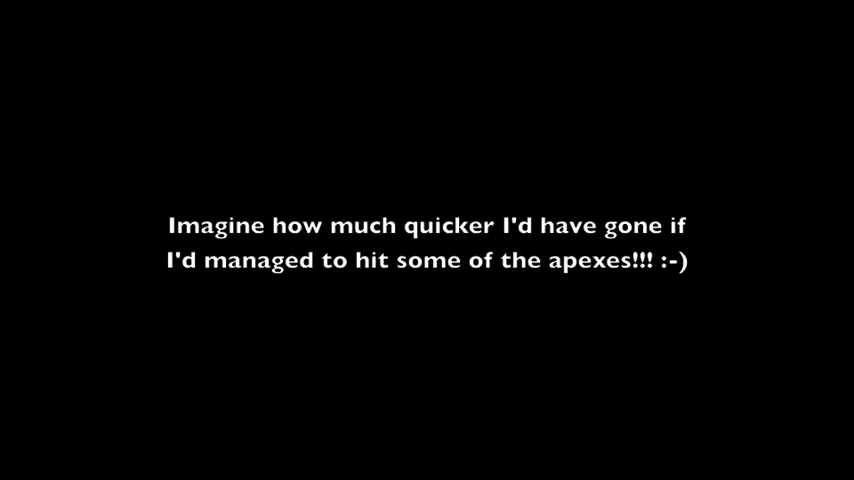 Imagine how much quicker I'd have gone if
I'd managed to hit some of the apexes!!! :-)